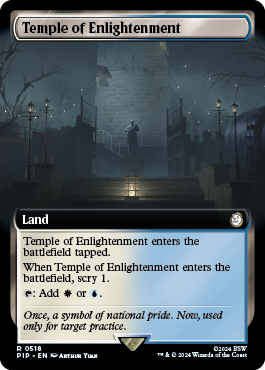 Temple of Enlightenment
Land
Temple of Enlightenment enters the
battlefield tapped.
When Temple of Enlightenment enters the
battlefield, scry 1.
: Add or .
Once, a symbol of national pride. Now, used
only for target practice.
R 0518
PIP • EN Arthur Yuan
©2024 BSW
™ & © 2024 Wizards of the Coast